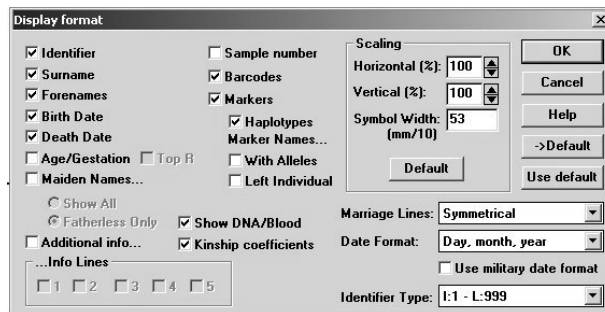 Display format
Identifier
Surname
Forenames
Birth Date
Death Date
Age/Gestation
Top R
Maiden Names...
Show All
Fatherless Only
Additional info...
...Info Lines
1 2 3 4 5
Sample number
Barcodes
Markers
Haplotypes
Marker Names...
With Alleles
Left Individual
Show DNA/Blood
Kinship coefficients
Scaling
Horizontal (%): 100
Vertical (%): 100
Symbol Width: 53
(mm/10)
Default
OK
Cancel
Help
->Default
Use default
Marriage Lines: Symmetrical
Date Format: Day, month, year
Use military date format
Identifier Type: I:1 - L:999